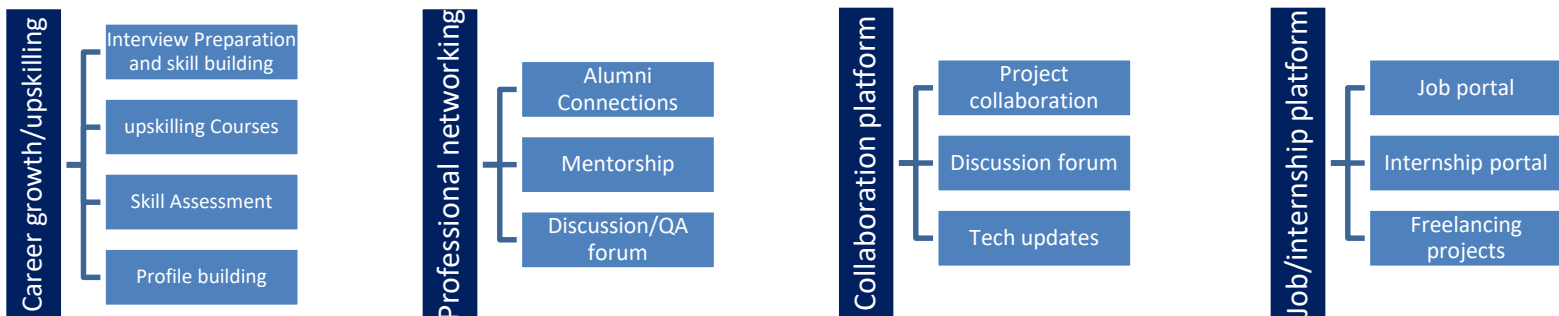 Career growth/upskilling
Interview Preparation
and skill building
upskilling Courses
Skill Assessment
Profile building
Professional networking
Alumni
Connections
Mentorship
Discussion/QA
forum
Collaboration platform
Project
collaboration
Discussion forum
Tech updates
Job/internship platform
Job portal
Internship portal
Freelancing
projects